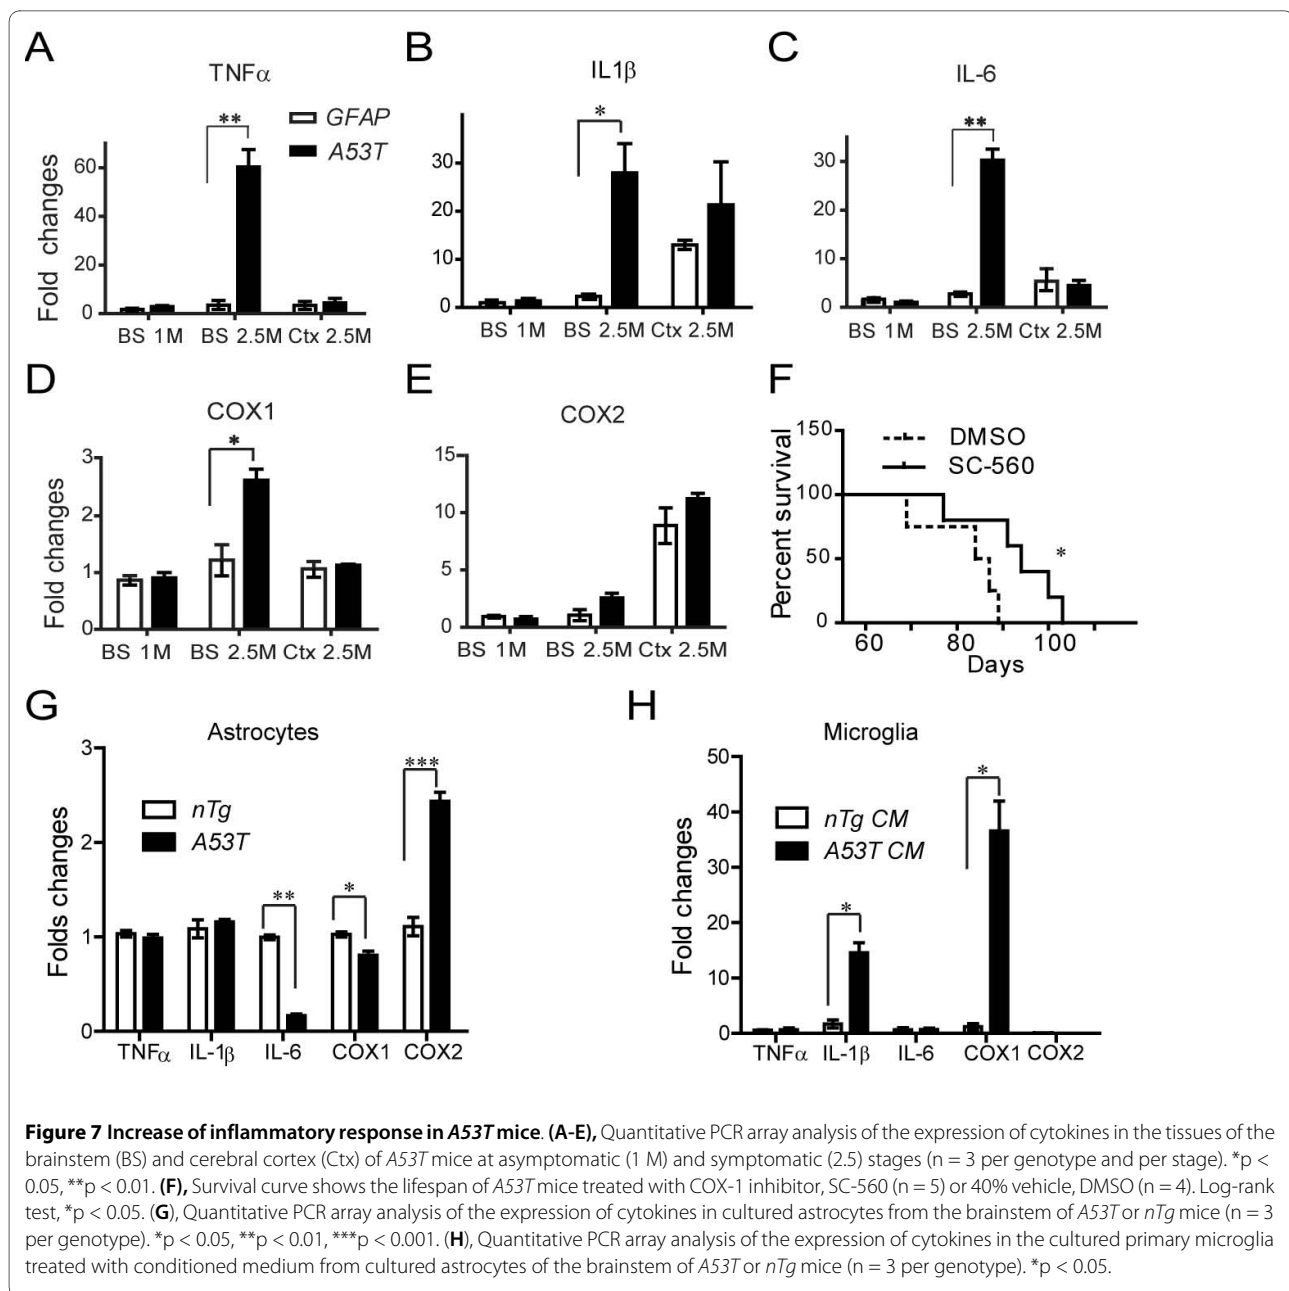 A
TNFα
GFAP
A53T
**
Fold changes
60
40
20
0
BS 1M
BS 2.5M
Ctx 2.5M
B
IL1β
*
30
20
10
0
BS 1M
BS 2.5M
Ctx 2.5M
C
IL-6
**
30
20
10
0
BS 1M
BS 2.5M
Ctx 2.5M
D
COX1
*
Fold changes
3
2
1
0
BS 1M
BS 2.5M
Ctx 2.5M
E
COX2
15
10
5
0
BS 1M
BS 2.5M
Ctx 2.5M
F
DMSO
SC-560
*
Percent survival
150
100
50
0
60
80
100
Days
G
Astrocytes
nTg
A53T
**
*
***
Folds changes
3
2
1
0
TNFα
IL-1β
IL-6
COX1
COX2
H
Microglia
nTg CM
A53T CM
*
*
Fold changes
50
40
30
20
10
0
TNFα
IL-1β
IL-6
COX1
COX2
Figure 7 Increase of inflammatory response in A53T mice. (A-E), Quantitative PCR array analysis of the expression of cytokines in the tissues of the
brainstem (BS) and cerebral cortex (Ctx) of A53T mice at asymptomatic (1 M) and symptomatic (2.5) stages (n = 3 per genotype and per stage). *p <
0.05, **p < 0.01. (F), Survival curve shows the lifespan of A53T mice treated with COX-1 inhibitor, SC-560 (n = 5) or 40% vehicle, DMSO (n = 4). Log-rank
test, *p < 0.05. (G), Quantitative PCR array analysis of the expression of cytokines in cultured astrocytes from the brainstem of A53T or nTg mice (n = 3
per genotype). *p < 0.05, **p < 0.01, ***p < 0.001. (H), Quantitative PCR array analysis of the expression of cytokines in the cultured primary microglia
treated with conditioned medium from cultured astrocytes of the brainstem of A53T or nTg mice (n = 3 per genotype). *p < 0.05.